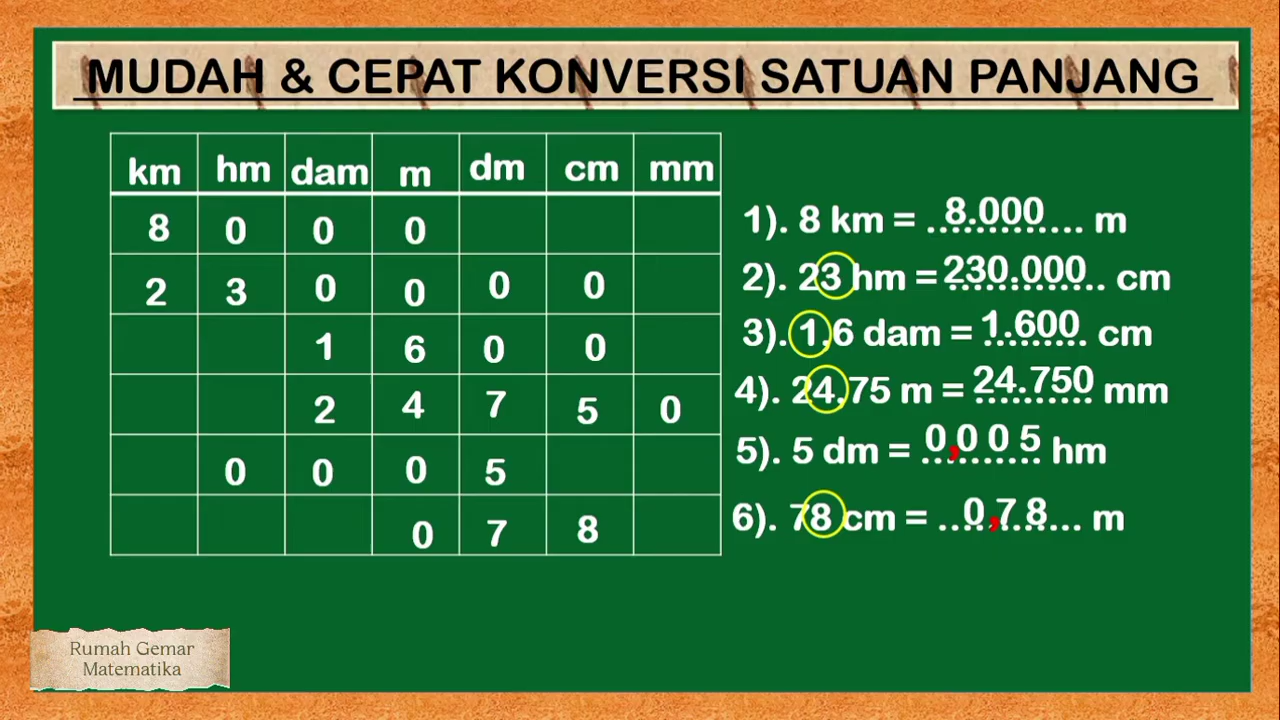 MUDAH & CEPAT KONVERSI SATUAN PANJANG
km hm dam m dm cm mm
8 0 0 0
2 3 0 0 0 0
1 6 0 0
2 4 7 5 0
0 0 0 5
0 7 8
1). 8 km = ..8.000.. m
2). 23 hm = 230.000.. cm
3). 1.6 dam = 1.600. cm
4). 24.75 m = 24.750 mm
5). 5 dm = 0,005 hm
6). 78 cm = ..0,78... m
Rumah Gemar
Matematika